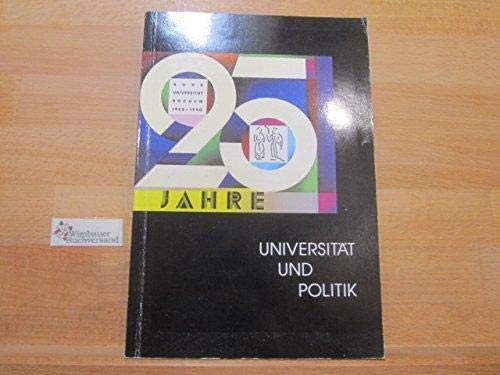 25
RUHR
UNIVERSITÄT
BOCHUM
1965-1990
JAHRE
UNIVERSITÄT
UND
POLITIK
Wimbauer
Buchversand